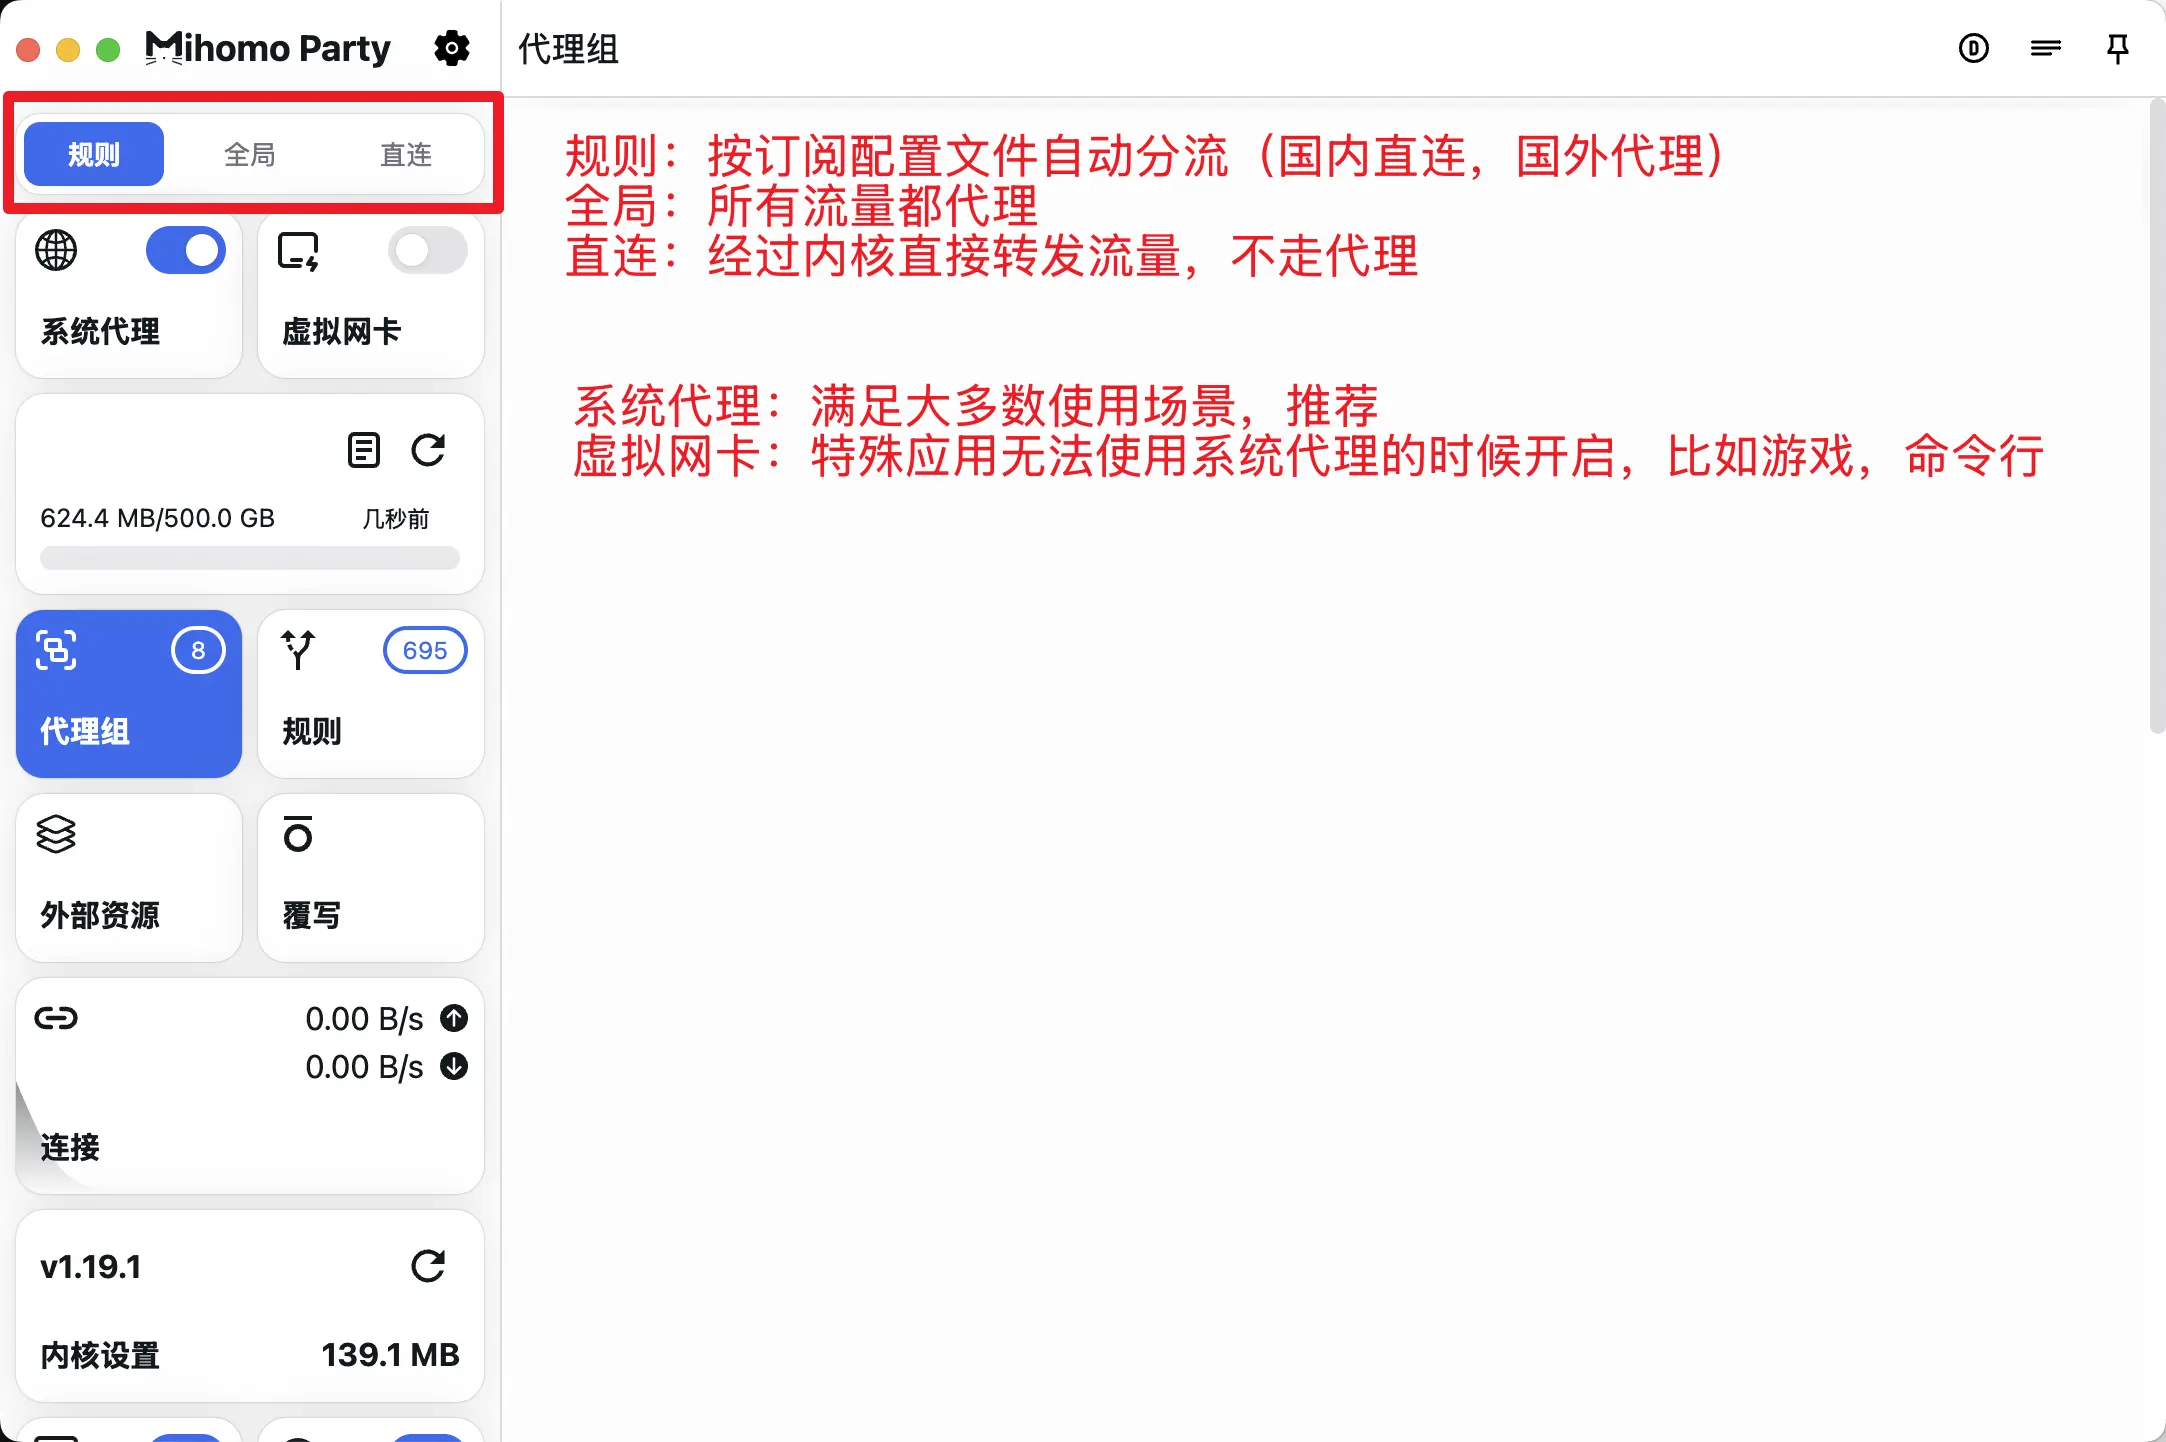 Mihomo Party
代理组
规则
全局
直连
规则：按订阅配置文件自动分流（国内直连，国外代理）
全局：所有流量都代理
直连：经过内核直接转发流量，不走代理
系统代理
虚拟网卡
系统代理：满足大多数使用场景，推荐
虚拟网卡：特殊应用无法使用系统代理的时候开启，比如游戏，命令行
624.4 MB/500.0 GB
几秒前
8
代理组
695
规则
外部资源
覆写
0.00 B/s
0.00 B/s
连接
v1.19.1
内核设置
139.1 MB